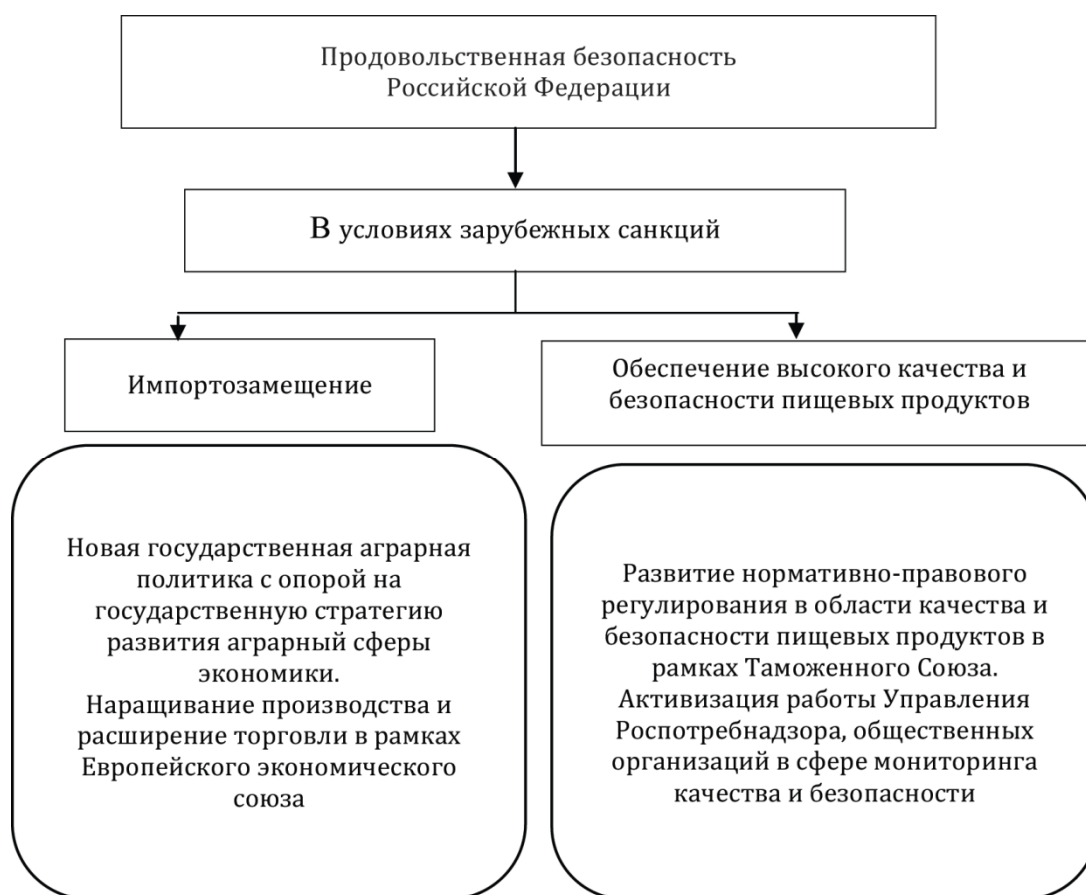 Продовольственная безопасность
Российской Федерации
В условиях зарубежных санкций
Импортозамещение
Обеспечение высокого качества и
безопасности пищевых продуктов
Новая государственная аграрная
политика с опорой на
государственную стратегию
развития аграрный сферы
экономики.
Наращивание производства и
расширение торговли в рамках
Европейского экономического
союза
Развитие нормативно-правового
регулирования в области качества и
безопасности пищевых продуктов в
рамках Таможенного Союза.
Активизация работы Управления
Роспотребнадзора, общественных
организаций в сфере мониторинга
качества и безопасности